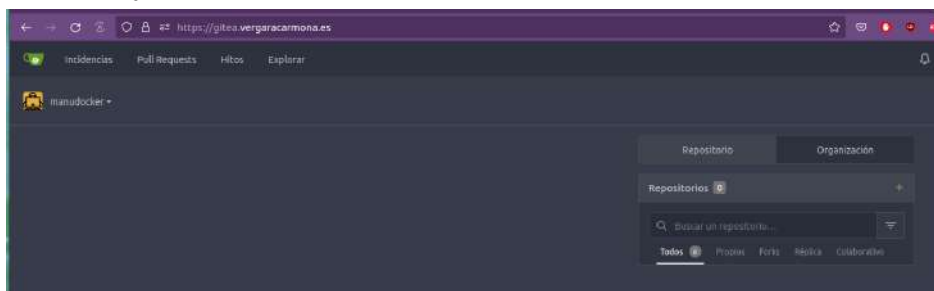 https://gitea.vergaracarmona.es
Incidencias Pull Requests Hitos Explorar
manudocker
Repositorio Organización
Repositorios 0
Buscar un repositorio...
Todos 0 Propios Forks Réplica Colaborativo